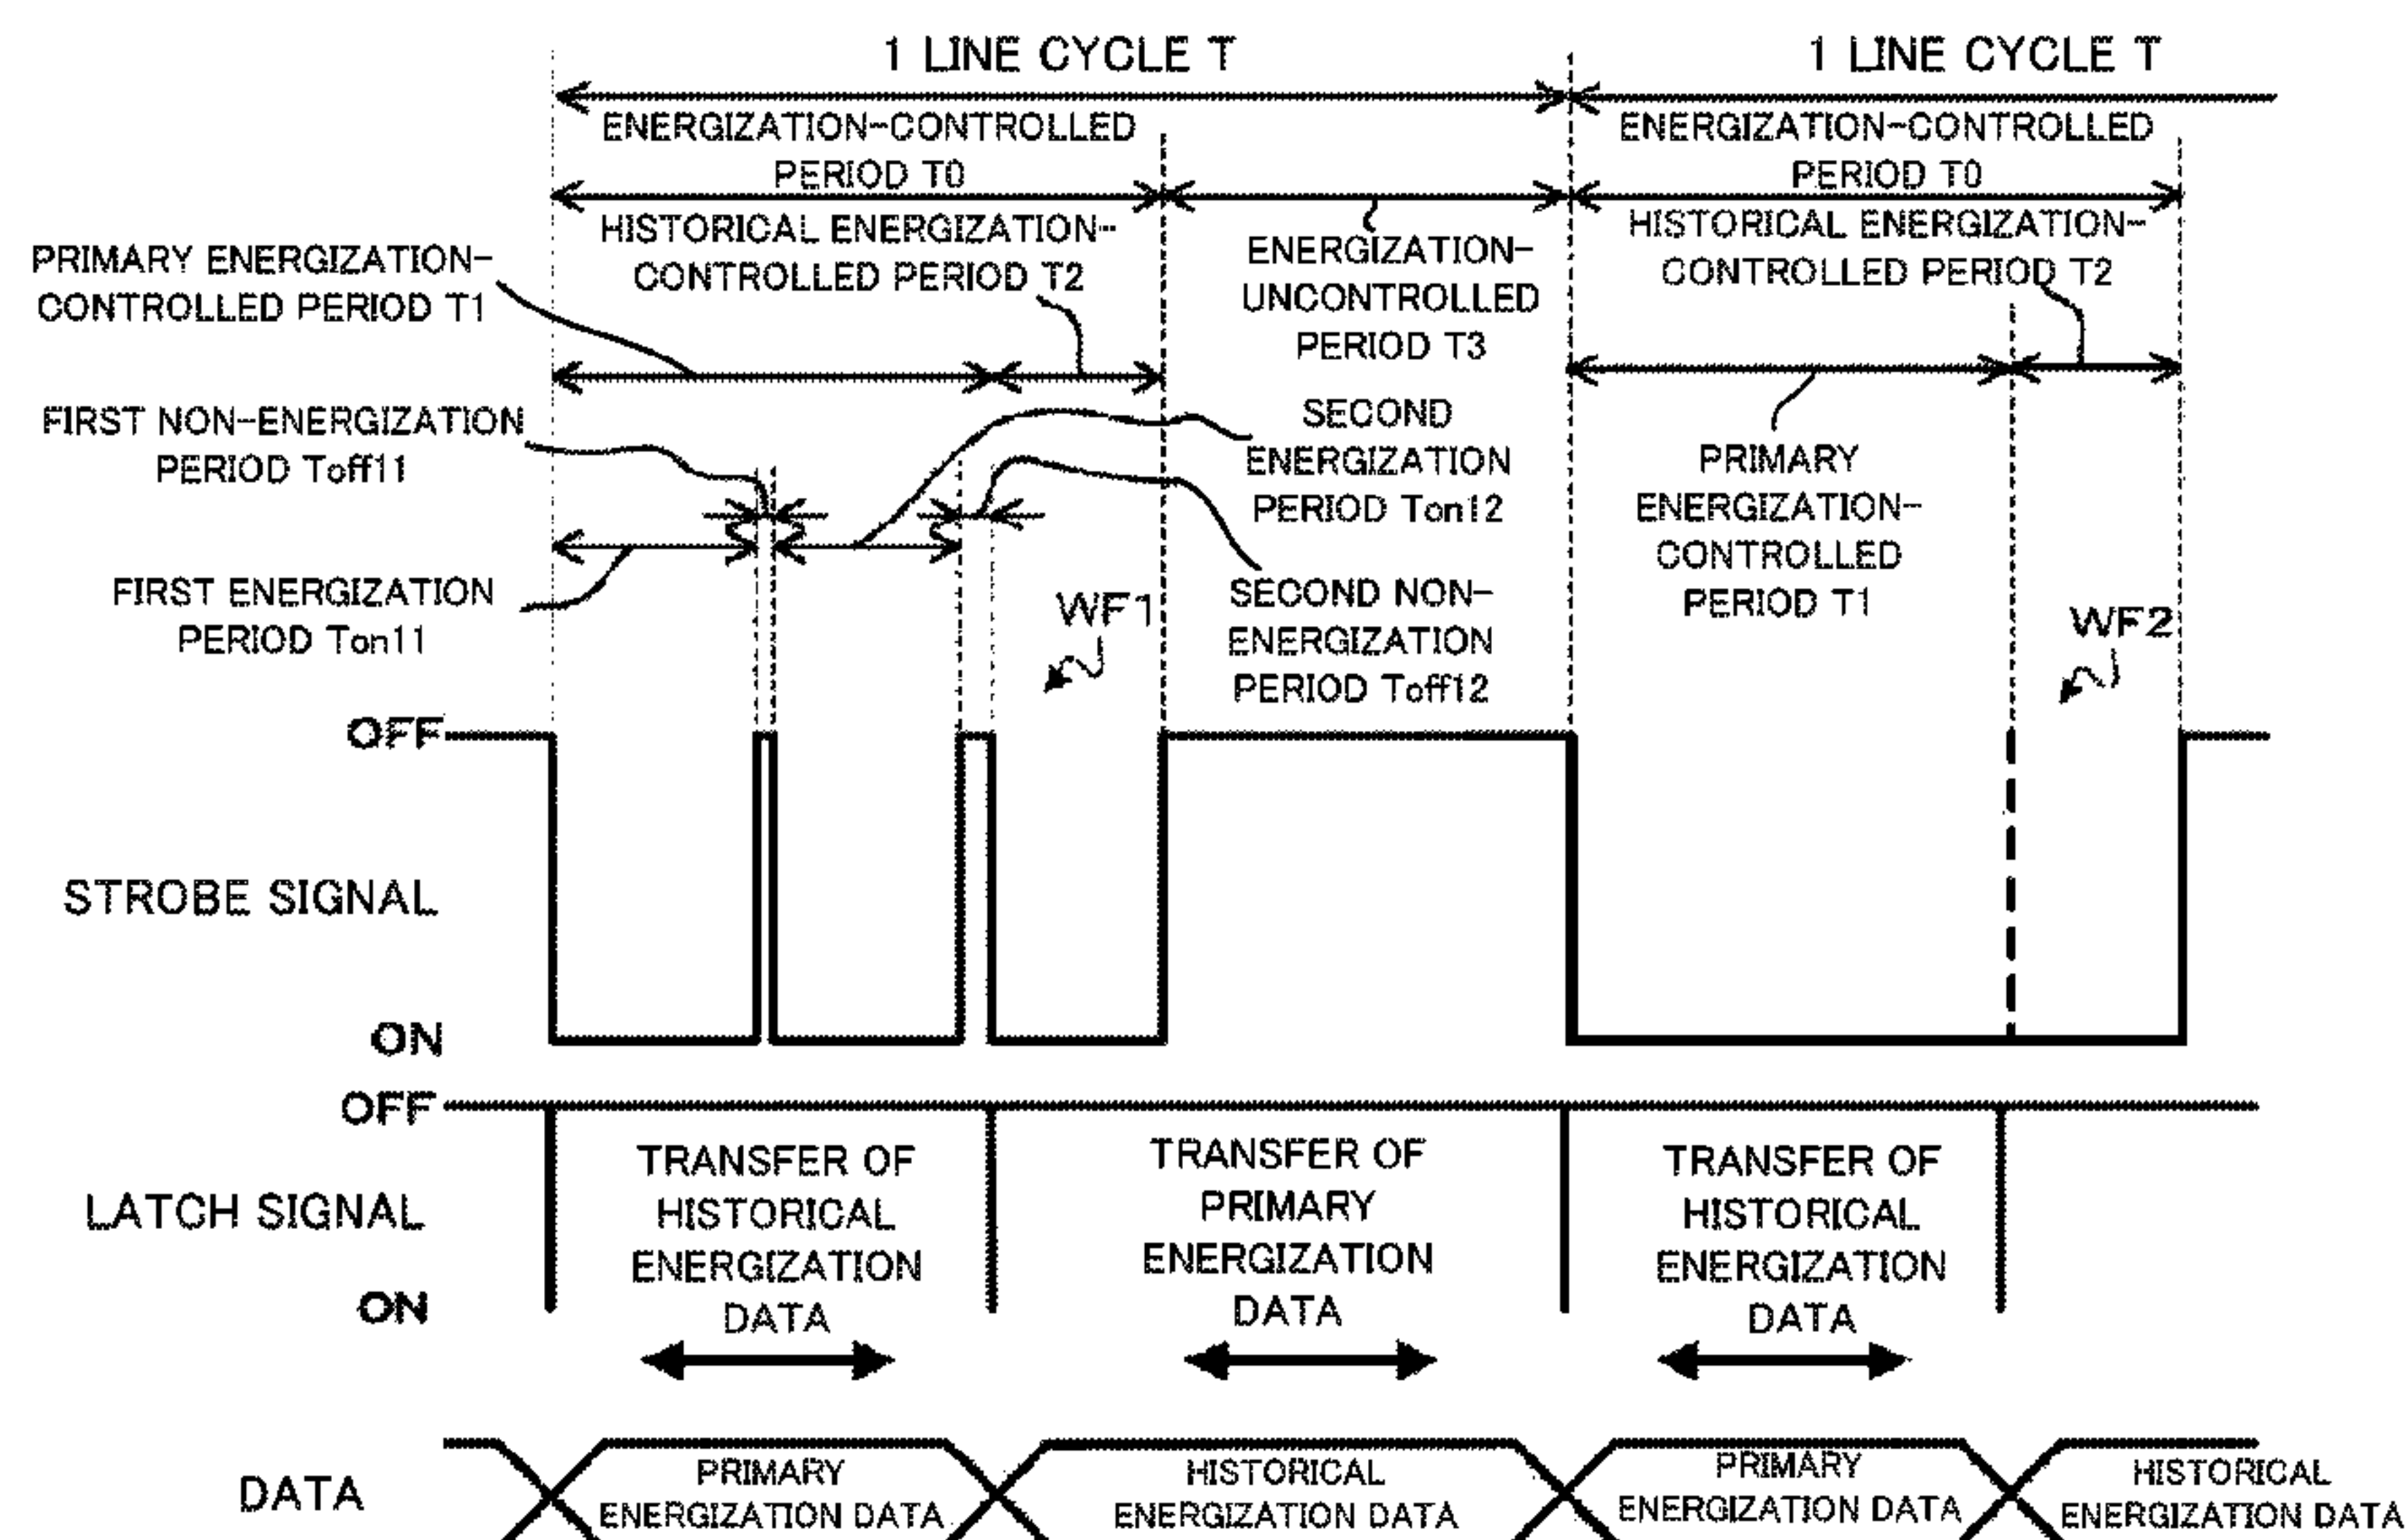 1 LINE CYCLE T
1 LINE CYCLE T
ENERGIZATION-CONTROLLED
PERIOD T0
ENERGIZATION-CONTROLLED
PERIOD T0
HISTORICAL ENERGIZATION-
CONTROLLED PERIOD T2
HISTORICAL ENERGIZATION-
CONTROLLED PERIOD T2
PRIMARY ENERGIZATION-
CONTROLLED PERIOD T1
ENERGIZATION-
UNCONTROLLED
PERIOD T3
FIRST NON-ENERGIZATION
PERIOD Toff11
SECOND
ENERGIZATION
PERIOD Ton12
PRIMARY
ENERGIZATION-
CONTROLLED
PERIOD T1
FIRST ENERGIZATION
PERIOD Ton11
WF1
SECOND NON-
ENERGIZATION
PERIOD Toff12
WF2
OFF
STROBE SIGNAL
ON
OFF
LATCH SIGNAL
ON
TRANSFER OF
HISTORICAL
ENERGIZATION
DATA
TRANSFER OF
PRIMARY
ENERGIZATION
DATA
TRANSFER OF
HISTORICAL
ENERGIZATION
DATA
DATA
PRIMARY
ENERGIZATION DATA
HISTORICAL
ENERGIZATION DATA
PRIMARY
ENERGIZATION DATA
HISTORICAL
ENERGIZATION DATA